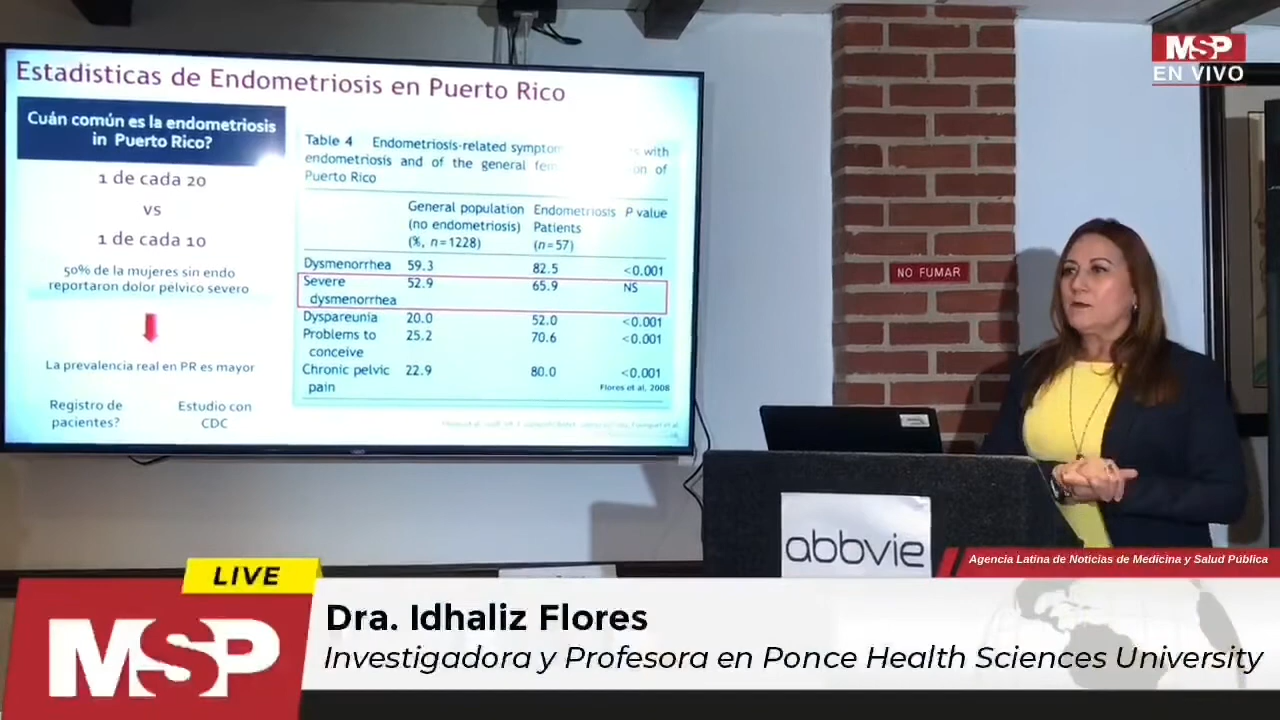 Estadisticas de Endometriosis en Puerto Rico
Cuán común es la endometriosis
in Puerto Rico?
1 de cada 20
vs
1 de cada 10
50% de la mujeres sin endo
reportaron dolor pelvico severo
La prevalencia real en PR es mayor
Registro de
pacientes?
Estudio con
CDC
Table 4 Endometriosis-related with
endometriosis and of the general of
Puerto Rico
General population
(no endometriosis)
(%, n=1228)
Endometriosis
Patients
(n=57)
P value
Dysmenorrhea 59.3 82.5 <0.001
Severe 52.9 65.9 NS
dysmenorrhea
Dyspareunia 20.0 52.0 <0.001
Problems to 25.2 70.6 <0.001
conceive
Chronic pelvic 22.9 80.0 <0.001
pain
Flores et al, 2008
MSP
EN VIVO
NO FUMAR
abbvie
Agencia Latina de Noticias de Medicina y Salud Pública
LIVE
MSP
Dra. Idhaliz Flores
Investigadora y Profesora en Ponce Health Sciences University